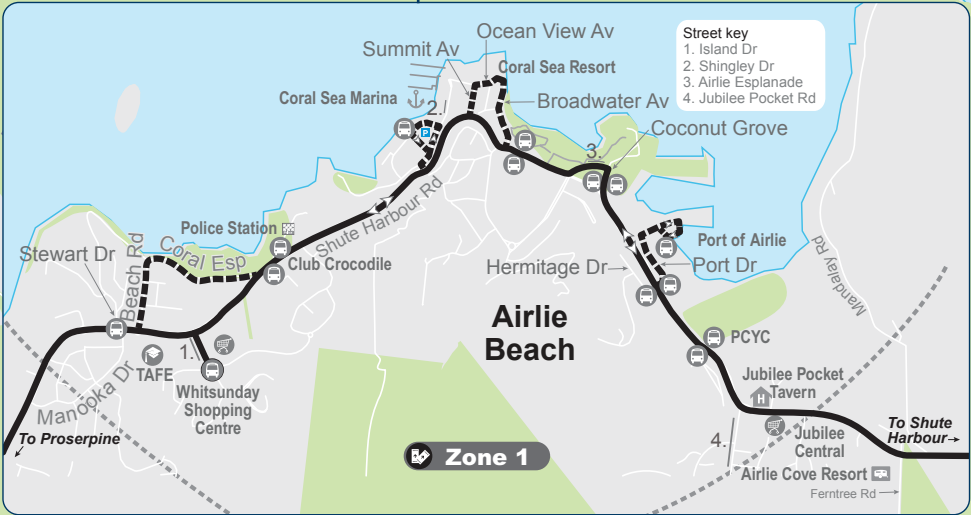 Ocean View Av
Summit Av
Coral Sea Resort
Street key
1. Island Dr
2. Shingley Dr
3. Airlie Esplanade
4. Jubilee Pocket Rd
Coral Sea Marina
2.
P
Broadwater Av
Coconut Grove
3.
Shute Harbour Rd
Police Station
Coral Esp
Club Crocodile
Stewart Dr
Beach Rd
Port of Airlie
Port Dr
Hermitage Dr
Mandalay Rd
Airlie
Beach
PCYC
1.
TAFE
Manooka Dr
Whitsunday
Shopping
Centre
Jubilee Pocket
Tavern
H
To Proserpine
To Shute
Harbour
Jubilee
Central
4.
Zone 1
Airlie Cove Resort
Ferntree Rd